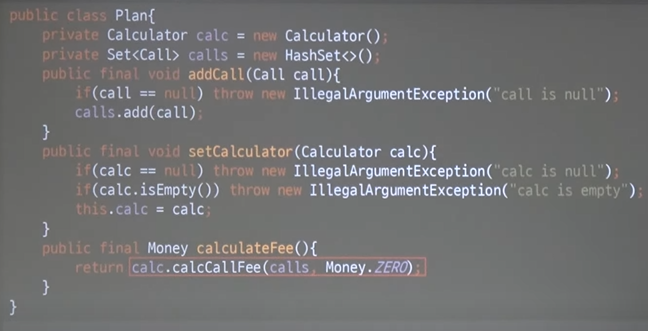 public class Plan{
    private Calculator calc = new Calculator();
    private Set<Call> calls = new HashSet<>();
    public final void addCall(Call call){
        if(call == null) throw new IllegalArgumentException("call is null");
        calls.add(call);
    }
    public final void setCalculator(Calculator calc){
        if(calc == null) throw new IllegalArgumentException("calc is null");
        if(calc.isEmpty()) throw new IllegalArgumentException("calc is empty");
        this.calc = calc;
    }
    public final Money calculateFee(){
        return calc.calcCallFee(calls, Money.ZERO);
    }
}